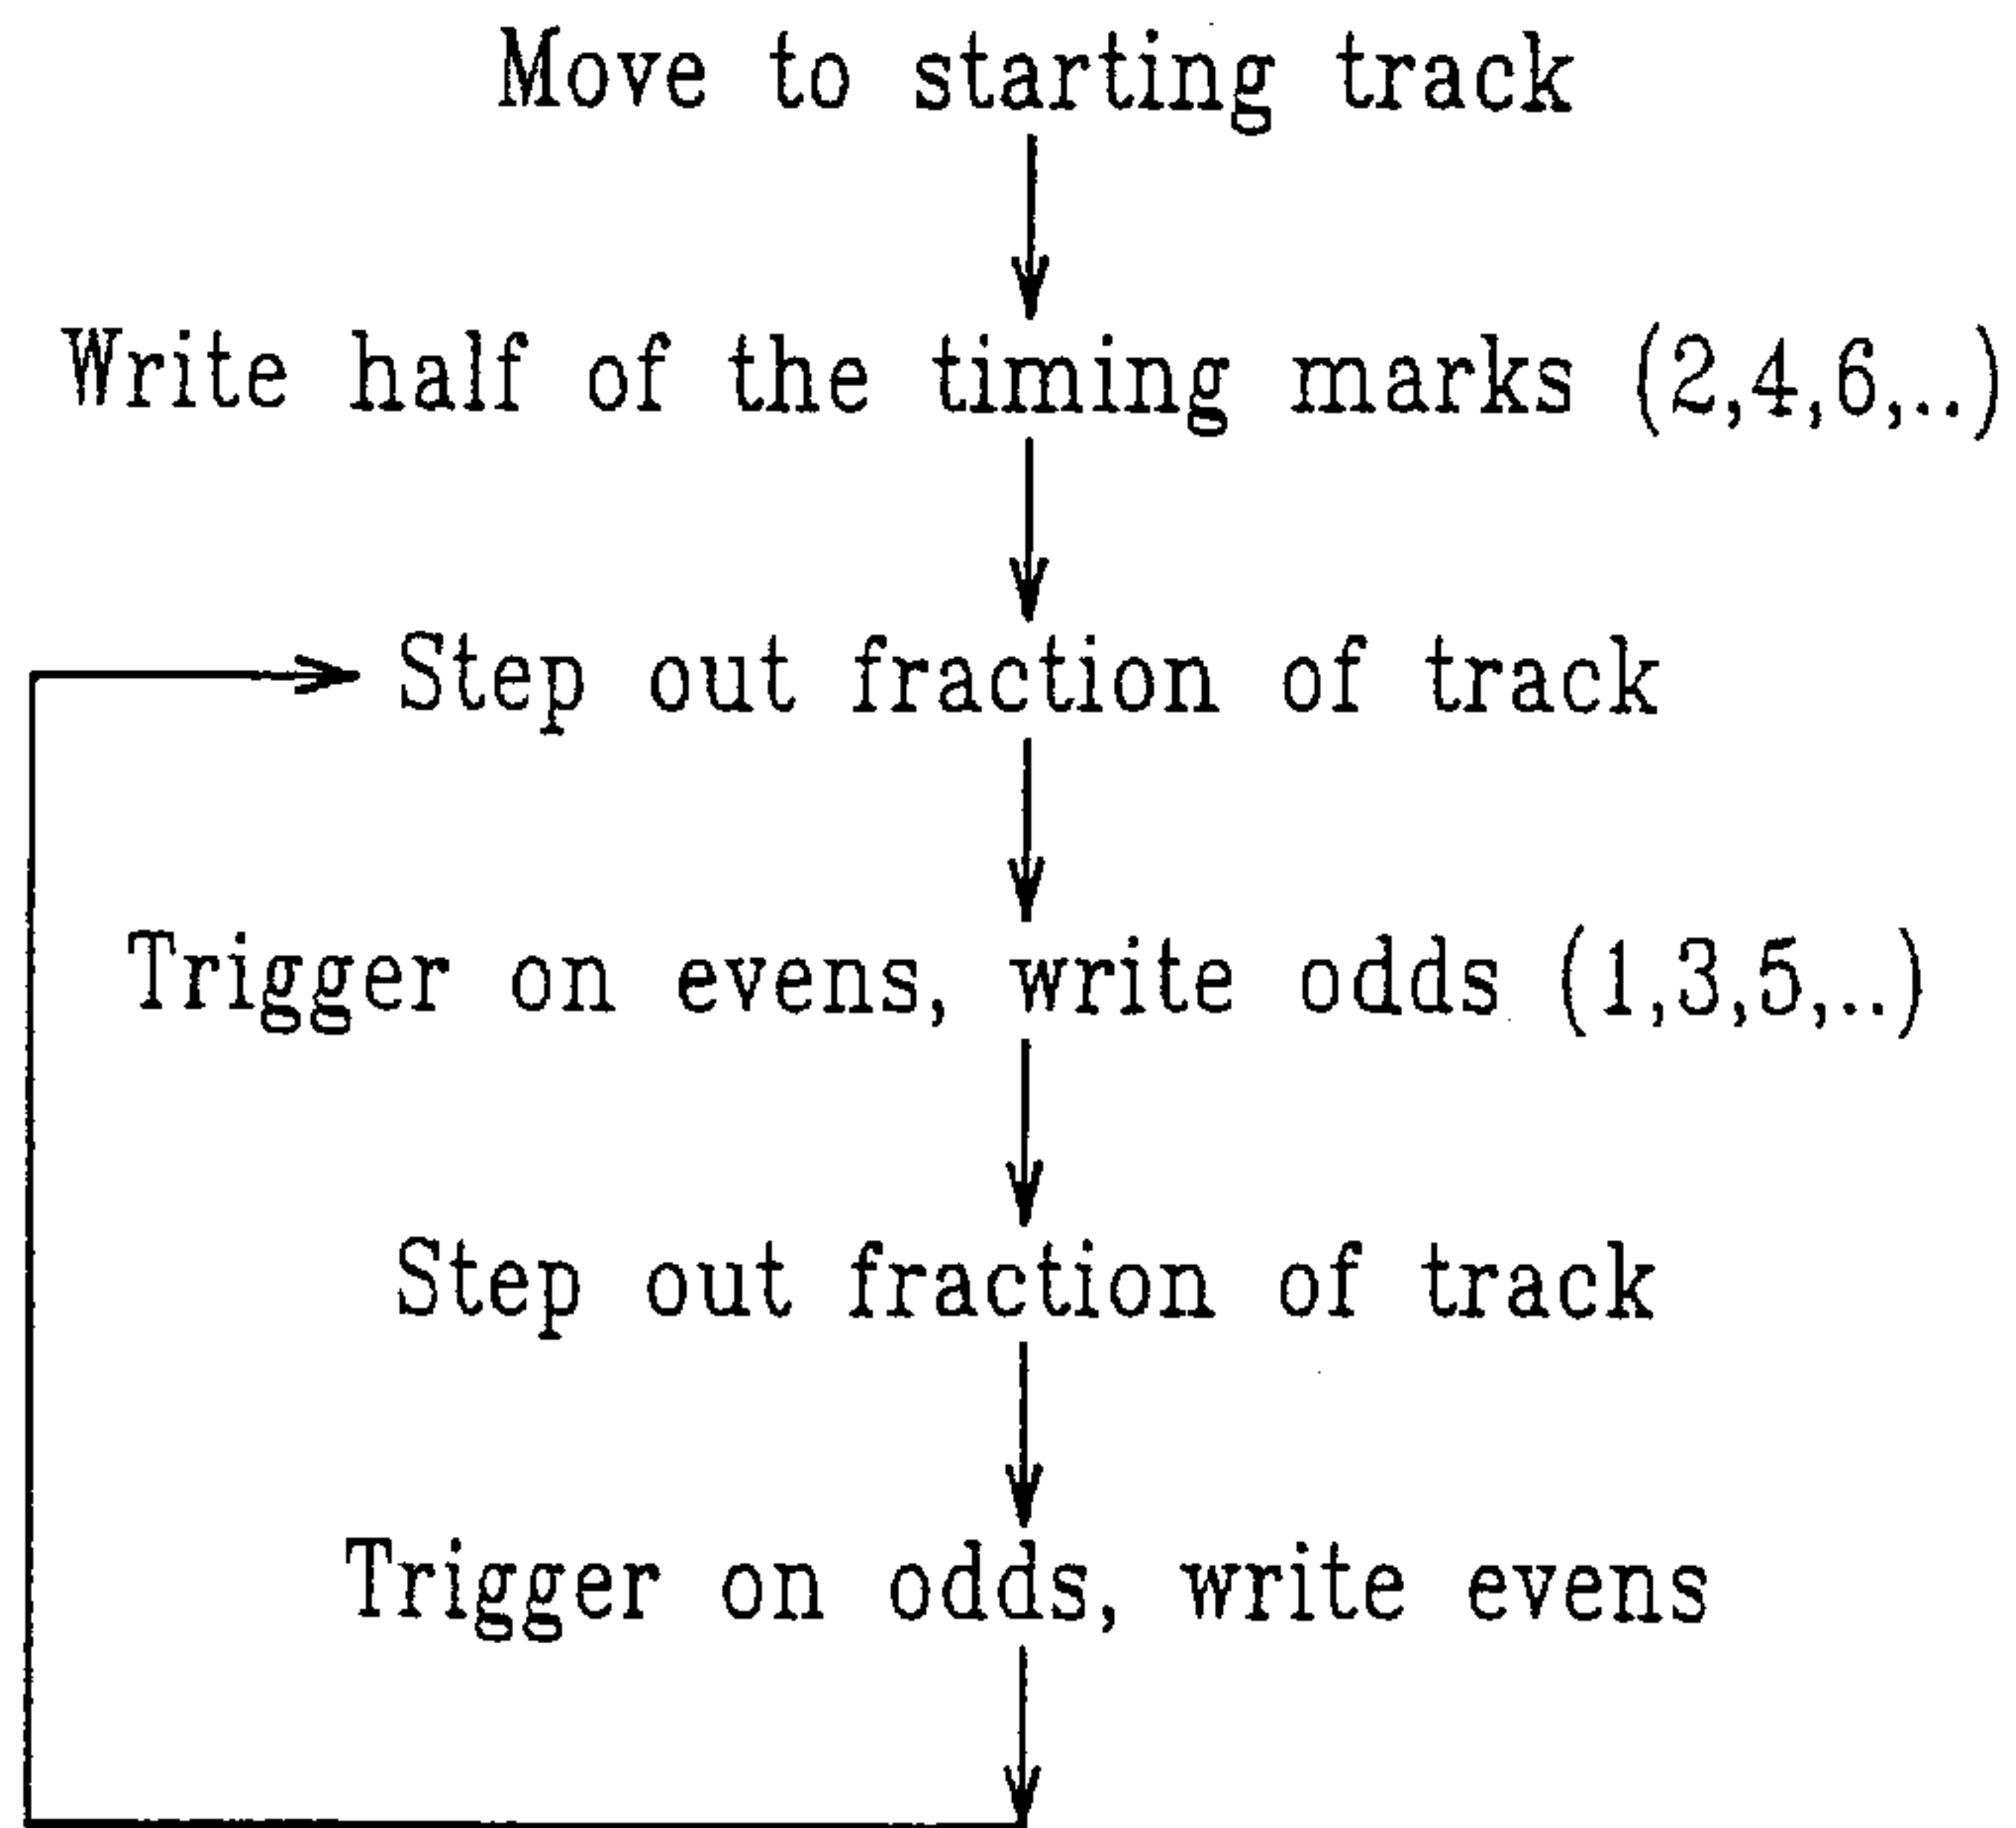 Move to starting track
Write half of the timing marks (2,4,6,..)
Step out fraction of track
Trigger on evens, write odds (1,3,5,..)
Step out fraction of track
Trigger on odds, write evens